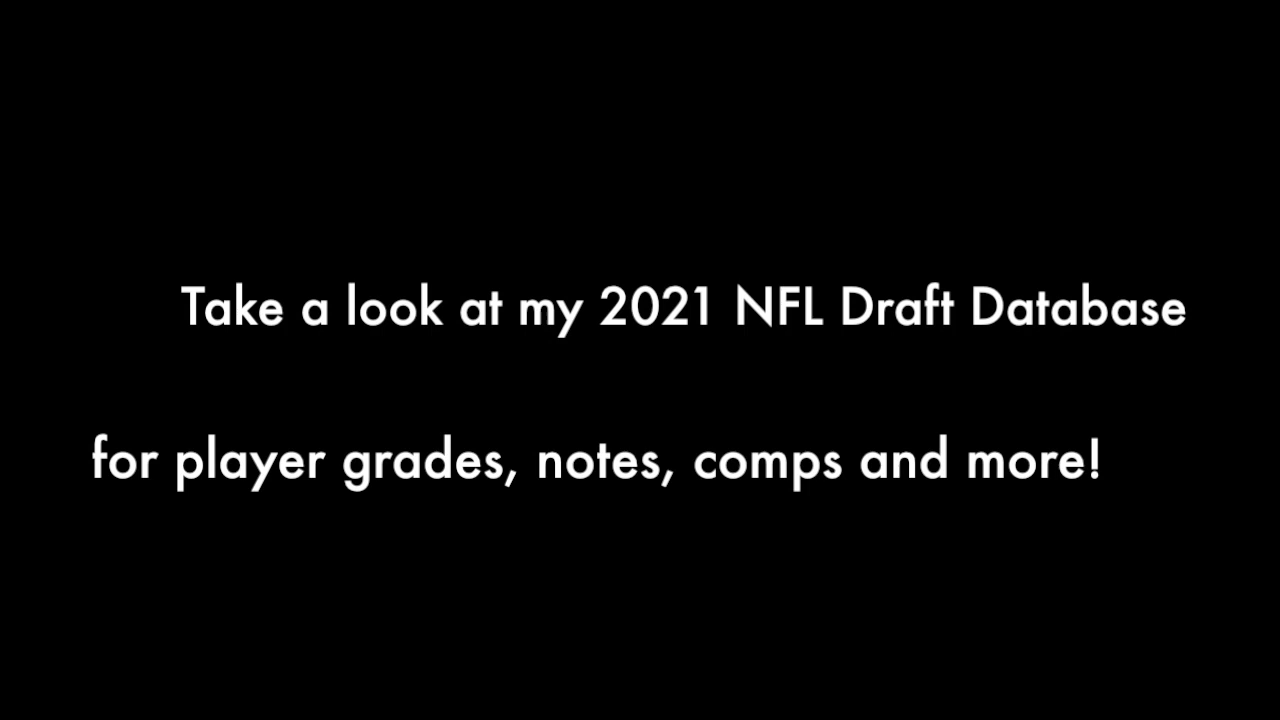 Take a look at my 2021 NFL Draft Database
for player grades, notes, comps and more!